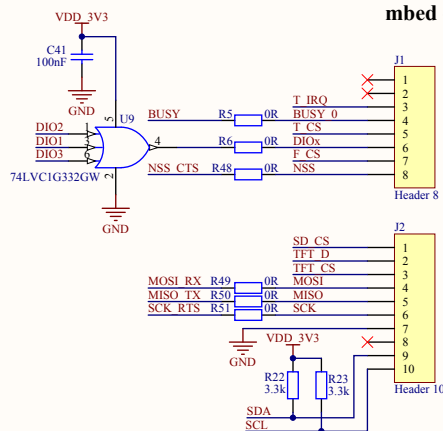 mbed
VDD_3V3
C41
100nF
GND
J1
1
2
T_IRQ 3
5 U9
BUSY R5 0R BUSY_0 4
T_CS 5
DIO2 1
DIO1 3 4 R6 0R DIOx 6
DIO3 6
F_CS 7
74LVC1G332GW 2 NSS_CTS R48 0R NSS 8
Header 8
GND
J2
SD_CS 1
TFT_D 2
TFT_CS 3
MOSI_RX R49 0R MOSI 4
MISO_TX R50 0R MISO 5
SCK_RTS R51 0R SCK 6
7
VDD_3V3 8
GND 9
10
R22 R23
3.3k 3.3k
Header 10
SDA
SCL